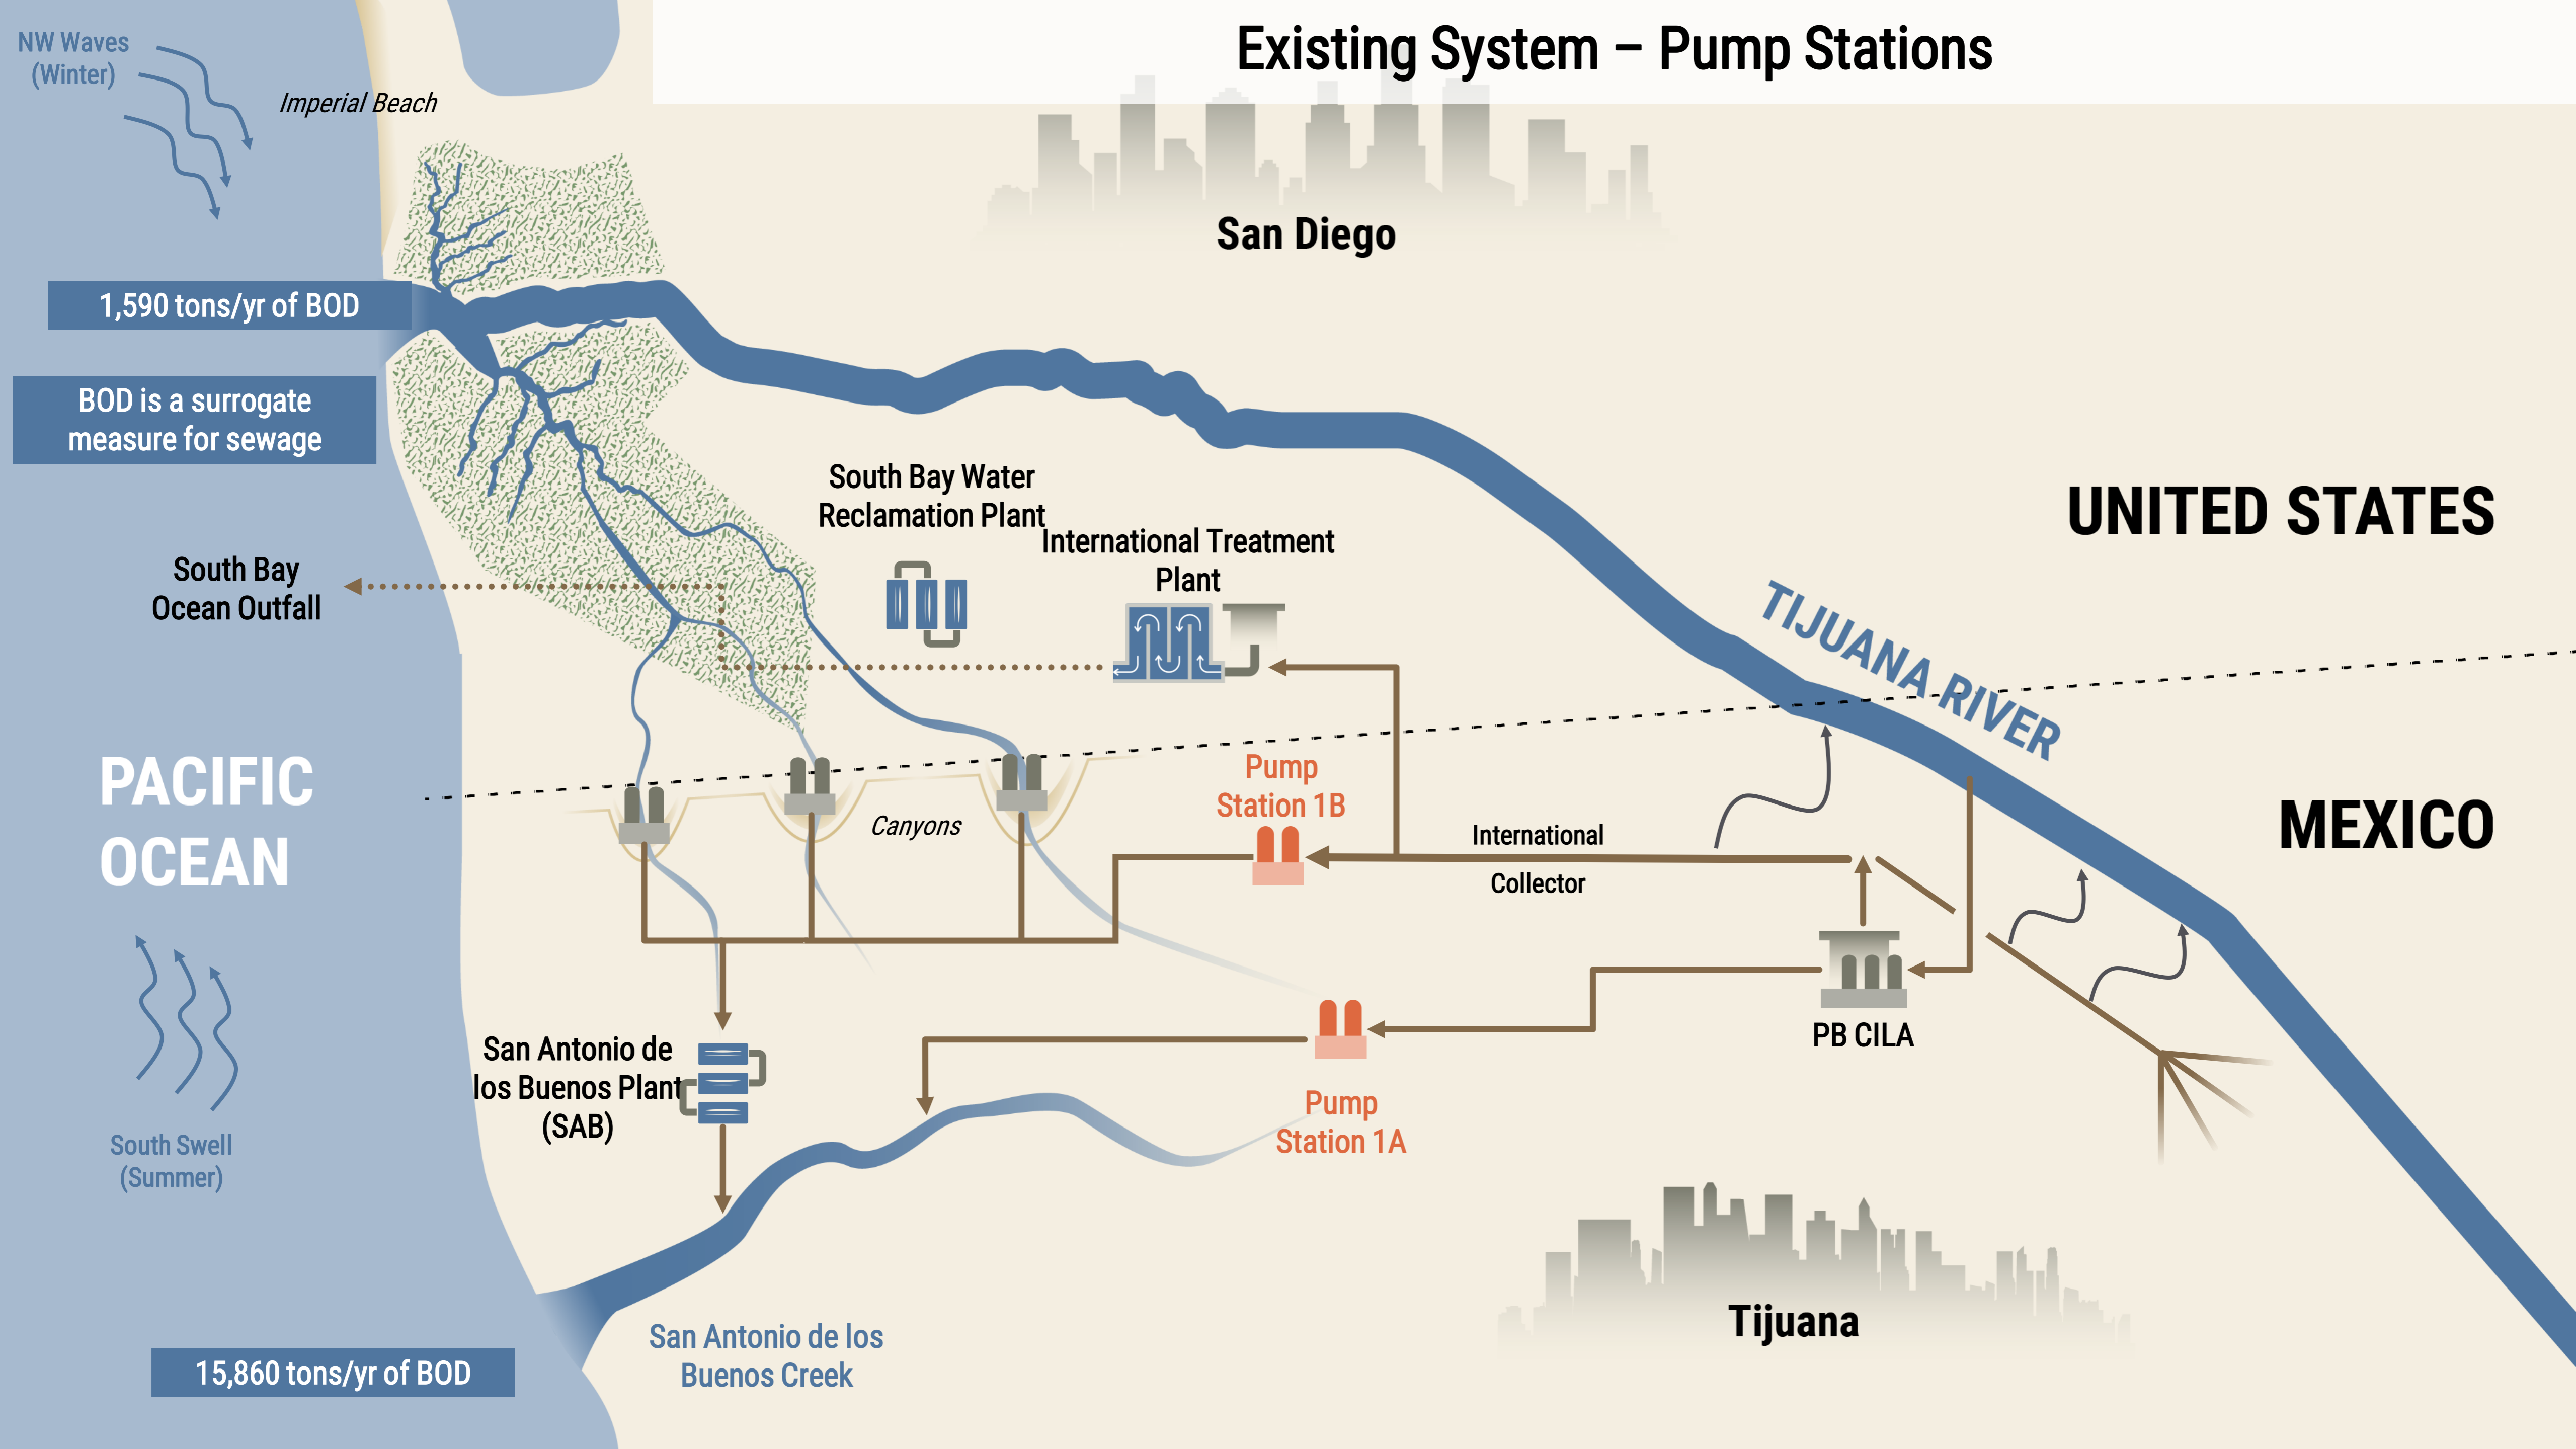 Existing System – Pump Stations
NW Waves
(Winter)
Imperial Beach
San Diego
1,590 tons/yr of BOD
BOD is a surrogate
measure for sewage
South Bay Water
Reclamation Plant
International Treatment
Plant
UNITED STATES
South Bay
Ocean Outfall
TIJUANA RIVER
PACIFIC
OCEAN
Pump
Station 1B
Canyons
International
Collector
MEXICO
PB CILA
San Antonio de
los Buenos Plant
(SAB)
Pump
Station 1A
South Swell
(Summer)
Tijuana
San Antonio de los
Buenos Creek
15,860 tons/yr of BOD